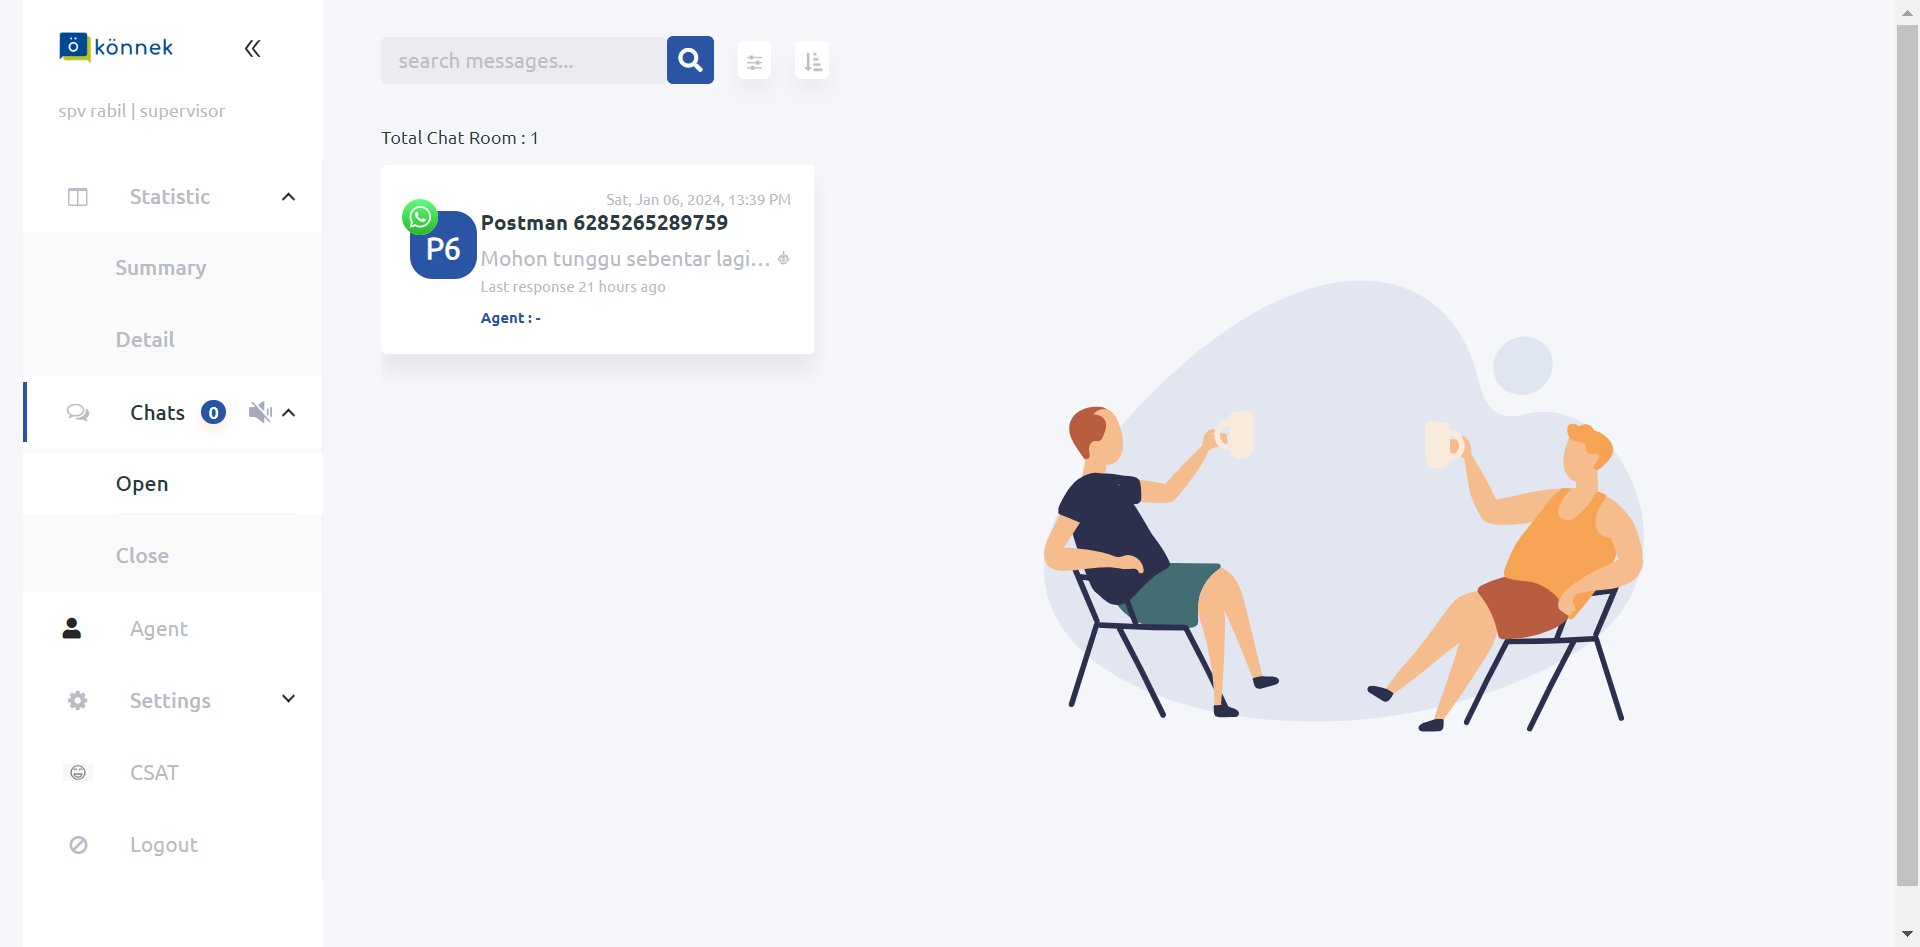 ö könnek
spv rabil | supervisor
Statistic
Summary
Detail
Chats 0
Open
Close
Agent
Settings
CSAT
Logout
search messages...
Total Chat Room : 1
Sat, Jan 06, 2024, 13:39 PM
P6
Postman 6285265289759
Mohon tunggu sebentar lagi...
Last response 21 hours ago
Agent : -